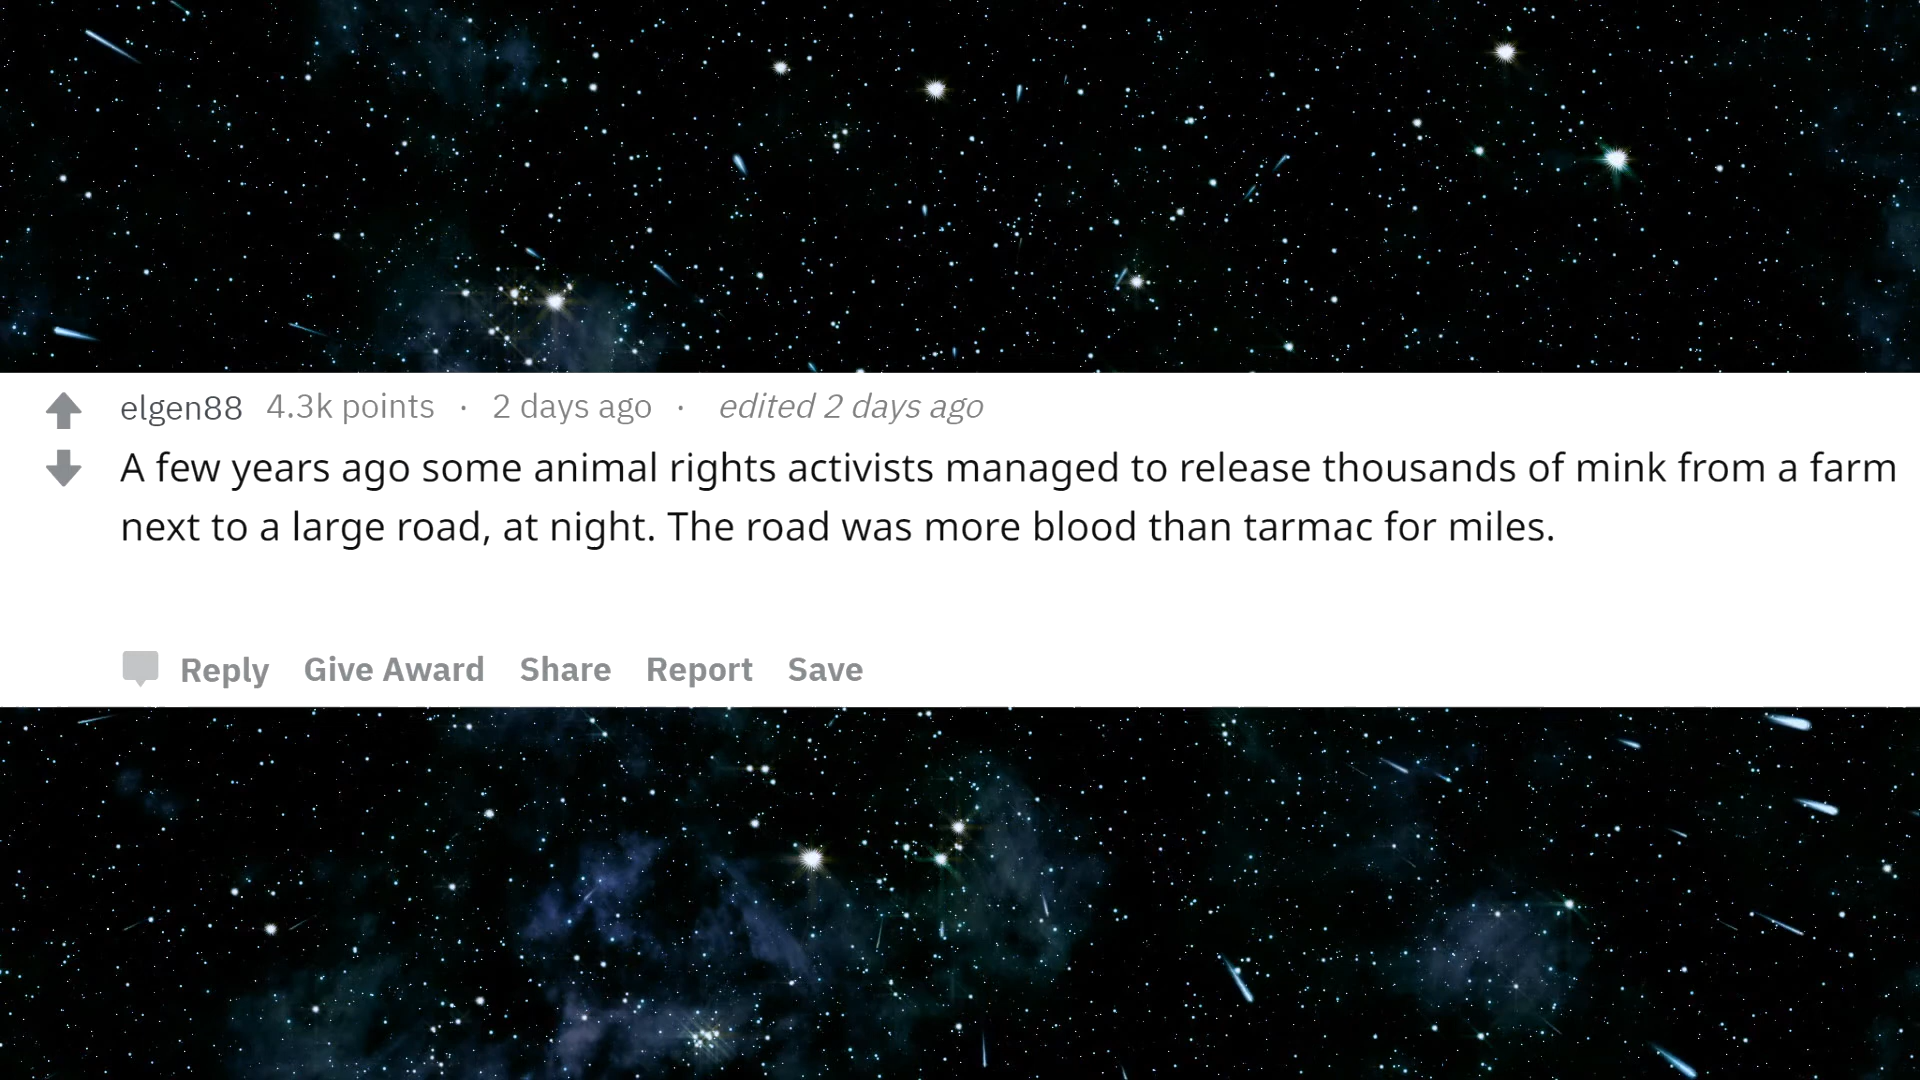 elgen88 4.3k points · 2 days ago · edited 2 days ago
A few years ago some animal rights activists managed to release thousands of mink from a farm
next to a large road, at night. The road was more blood than tarmac for miles.
Reply Give Award Share Report Save